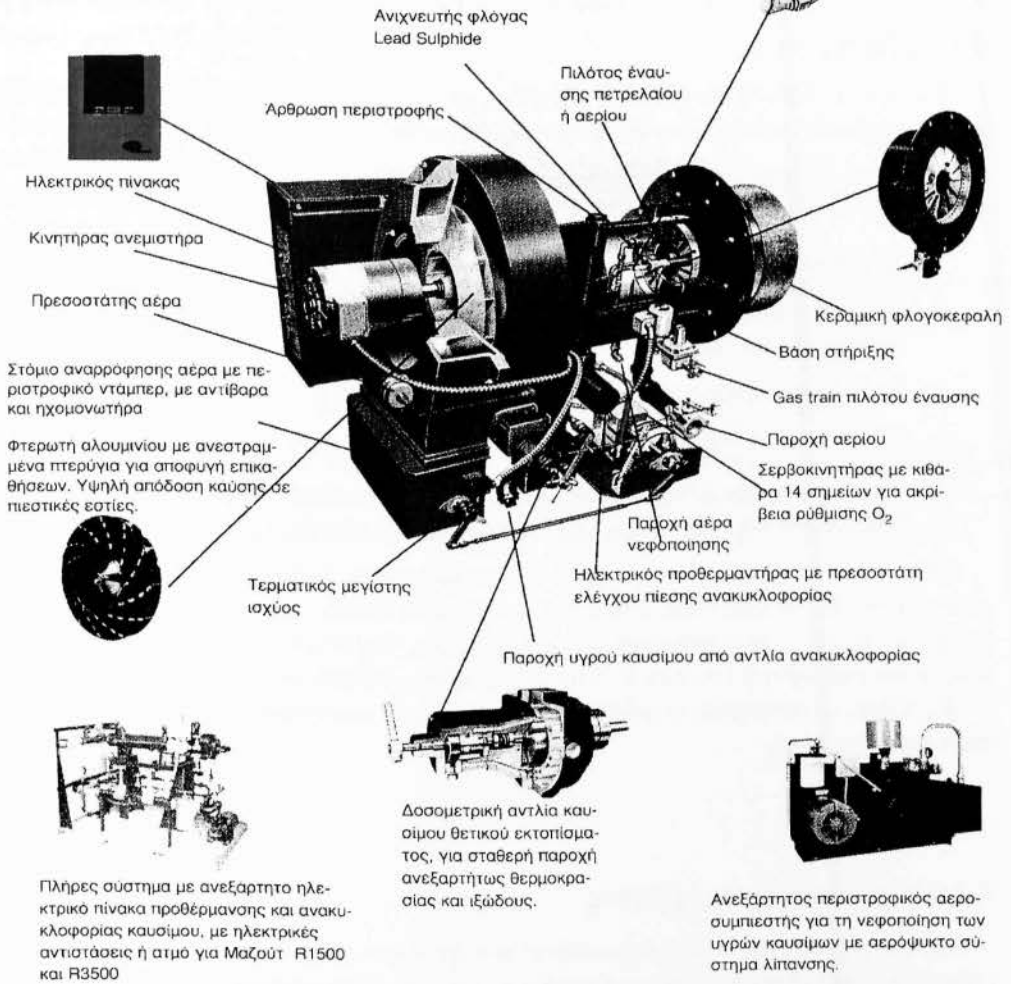 Ανιχνευτής φλόγας
Lead Sulphide
Πιλότος έναυ-
σης πετρελαίου
ή αερίου
Άρθρωση περιστροφής
Ηλεκτρικός πίνακας
Κινητήρας ανεμιστήρα
Πρεσοστάτης αέρα
Στόμιο αναρρόφησης αέρα με πε-
ριστροφικό ντάμπερ, με αντίβαρα
και ηχομονωτήρα
Φτερωτή αλουμινίου με ανεστραμ-
μένα πτερύγια για αποφυγή επικα-
θήσεων. Υψηλή απόδοση καύσης σε
πιεστικές εστίες.
Κεραμική φλογοκεφαλη
Βάση στήριξης
Gas train πιλότου έναυσης
Παροχή αερίου
Σερβοκινητήρας με κιθά-
ρα 14 σημείων για ακρί-
βεια ρύθμισης O₂
Παροχή αέρα
νεφοποίησης
Ηλεκτρικός προθερμαντήρας με πρεσοστάτη
ελέγχου πίεσης ανακυκλοφορίας
Τερματικός μεγίστης
ισχύος
Παροχή υγρού καυσίμου από αντλία ανακυκλοφορίας
Δοσομετρική αντλία καυ-
σίμου θετικού εκτοπίσμα-
τος, για σταθερή παροχή
ανεξαρτήτως θερμοκρα-
σίας και ιξώδους.
Πλήρες σύστημα με ανεξάρτητο ηλε-
κτρικό πίνακα προθέρμανσης και ανακυ-
κλοφορίας καυσίμου, με ηλεκτρικές
αντιστάσεις ή ατμό για Μαζούτ R1500
και R3500
Ανεξάρτητος περιστροφικός αερο-
συμπιεστής για τη νεφοποίηση των
υγρών καυσίμων με αερόψυκτο σύ-
στημα λίπανσης.